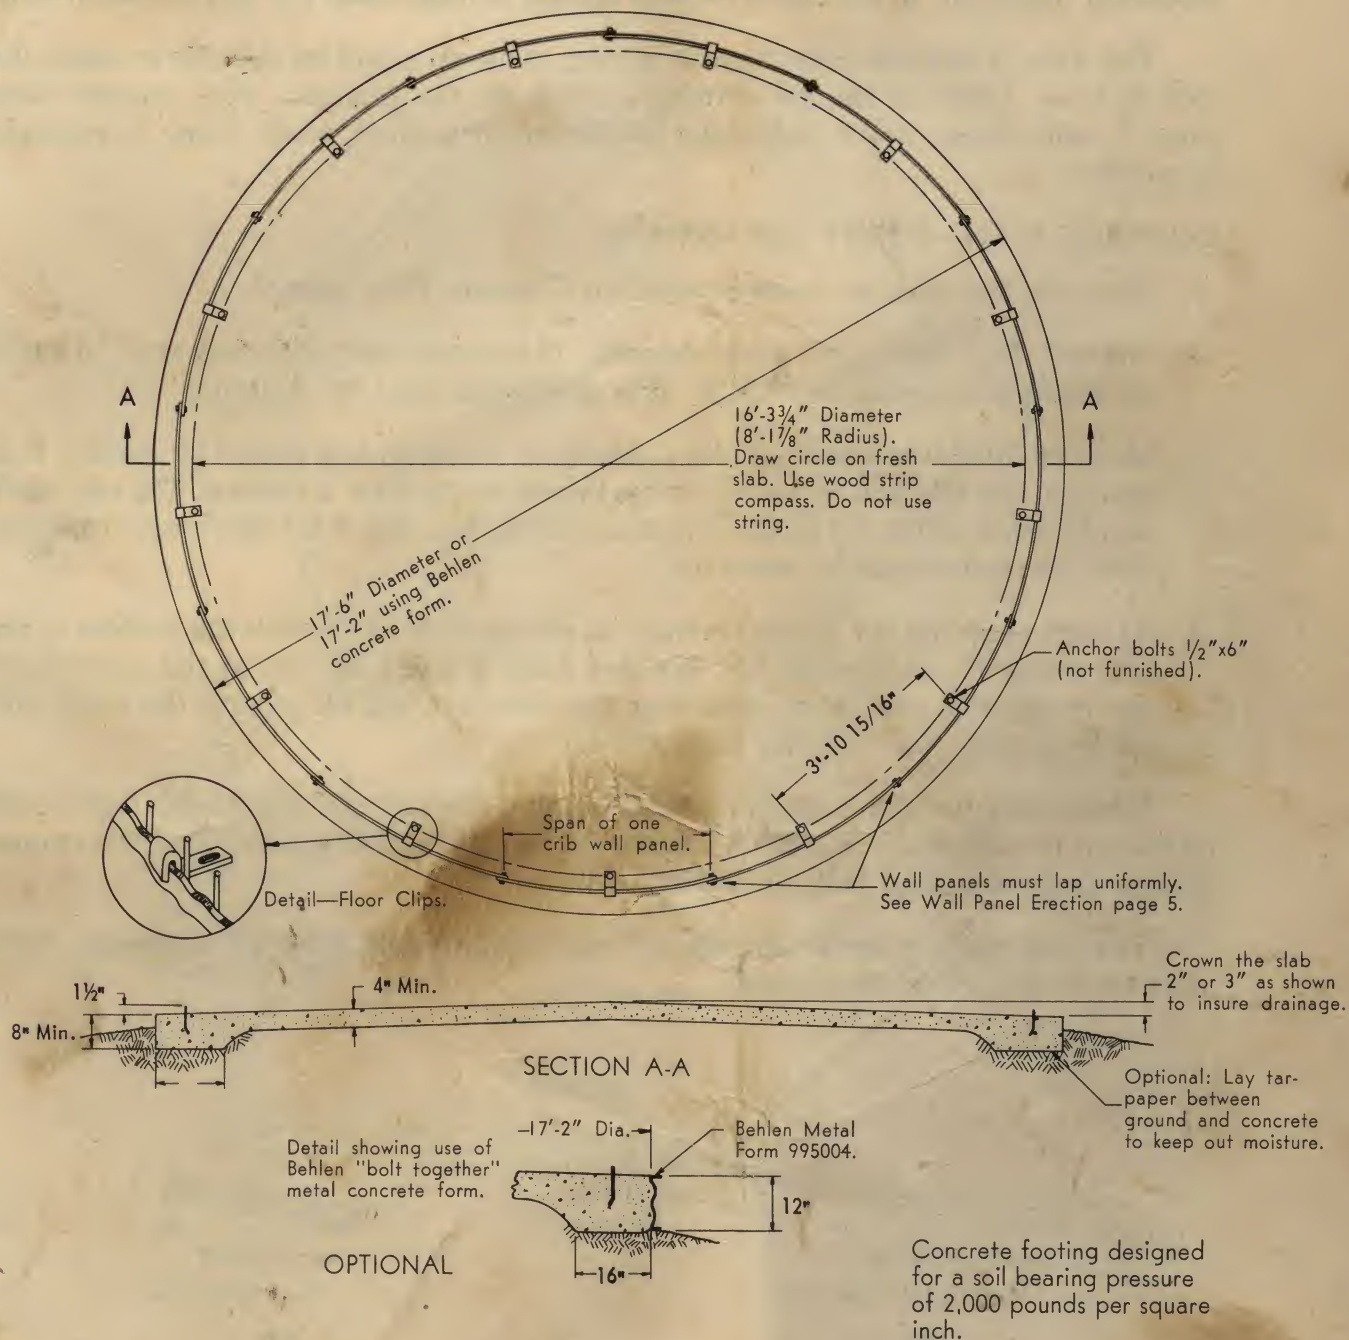 A
A
16'-3¾" Diameter
(8'-1⅞" Radius).
Draw circle on fresh
slab. Use wood strip
compass. Do not use
string.
17'-6" Diameter or
17'-2" using Behlen
concrete form.
Anchor bolts ½"x6"
(not funrished).
3'-10 15/16"
Span of one
crib wall panel.
Detail—Floor Clips.
Wall panels must lap uniformly.
See Wall Panel Erection page 5.
1½"
4" Min.
Crown the slab
2" or 3" as shown
to insure drainage.
8" Min.
SECTION A-A
Optional: Lay tar-
paper between
ground and concrete
to keep out moisture.
Detail showing use of
Behlen "bolt together"
metal concrete form.
17'-2" Dia.
Behlen Metal
Form 995004.
12"
OPTIONAL
16"
Concrete footing designed
for a soil bearing pressure
of 2,000 pounds per square
inch.